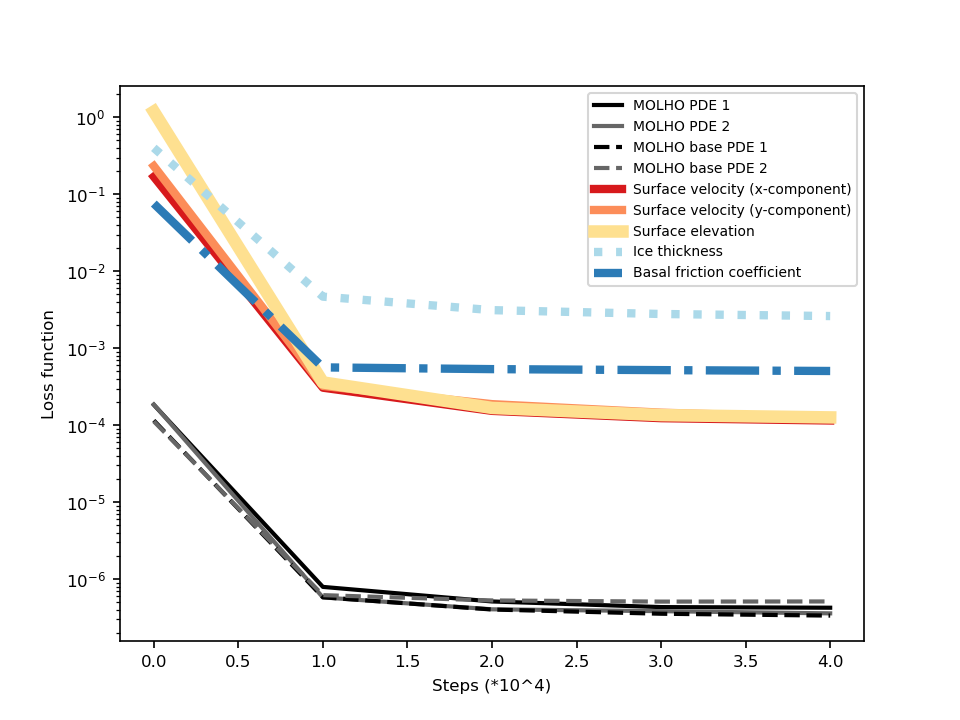 MOLHO PDE 1
MOLHO PDE 2
MOLHO base PDE 1
MOLHO base PDE 2
Surface velocity (x-component)
Surface velocity (y-component)
Surface elevation
Ice thickness
Basal friction coefficient
Loss function
10⁰
10⁻¹
10⁻²
10⁻³
10⁻⁴
10⁻⁵
10⁻⁶
0.0 0.5 1.0 1.5 2.0 2.5 3.0 3.5 4.0
Steps (*10^4)